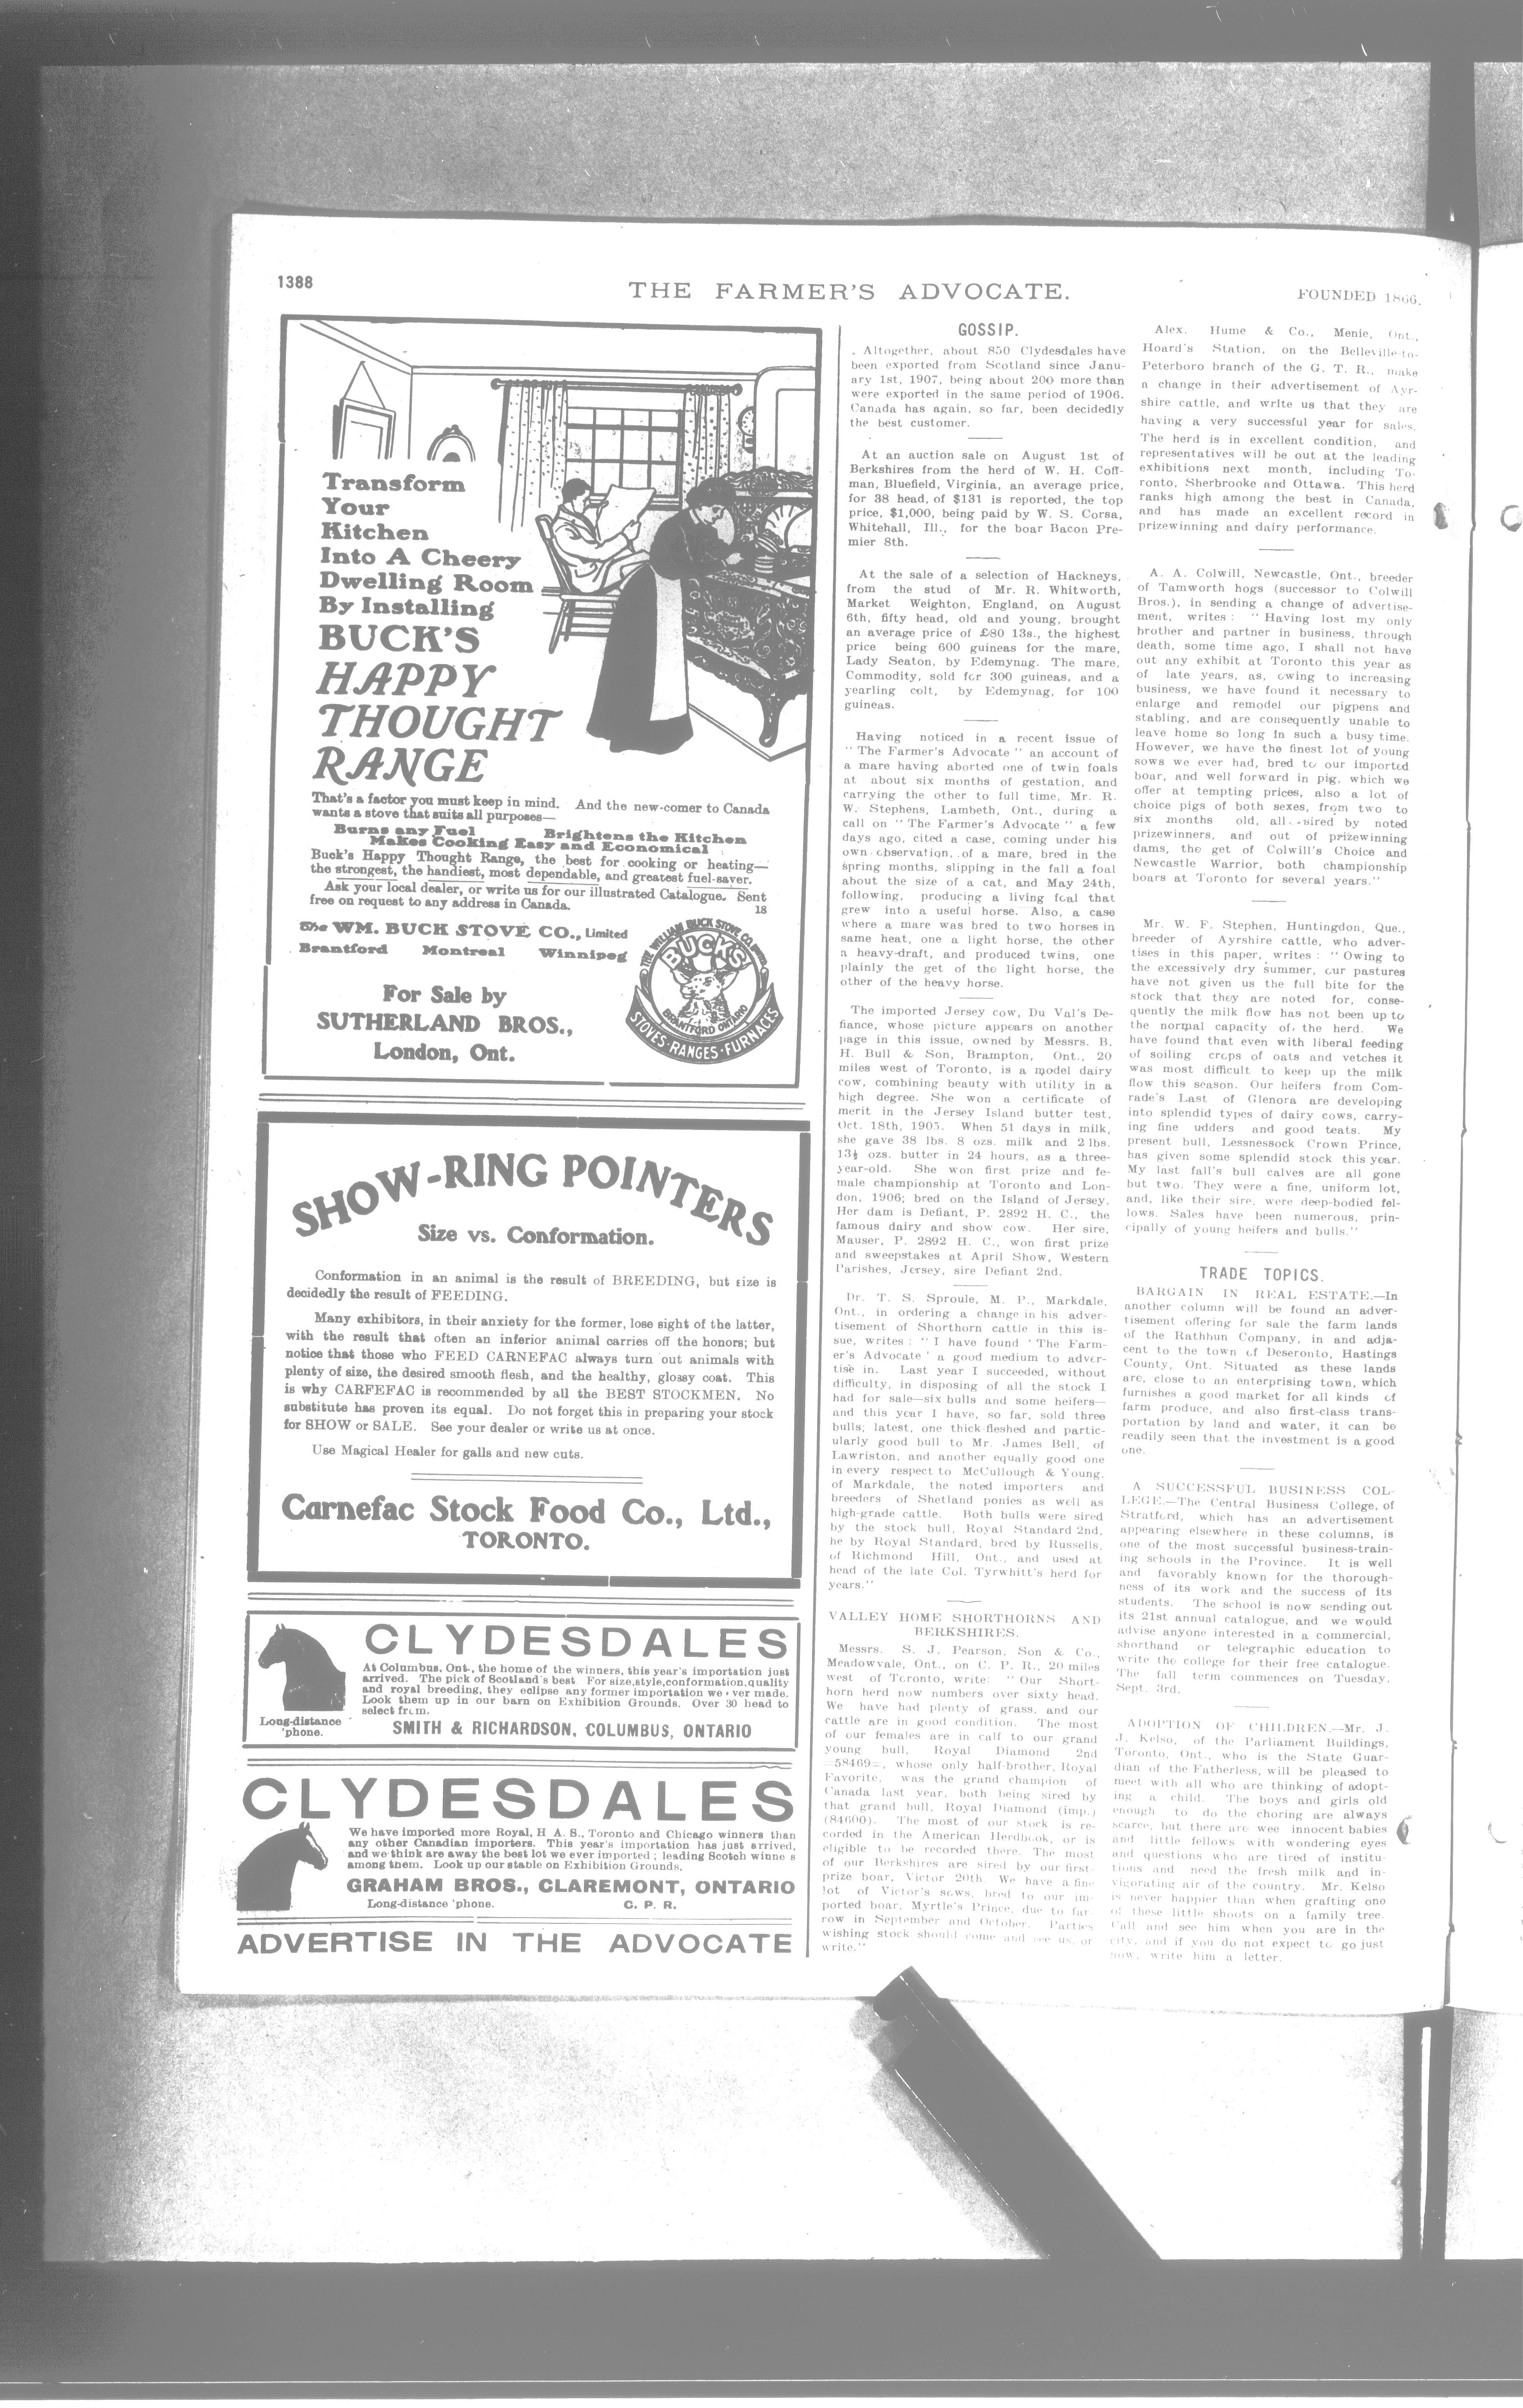 1388
THE FARMER'S ADVOCATE.
FOUNDED 1866.
Transform
Your
Kitchen
Into A Cheery
Dwelling Room
By Installing
BUCK'S
HAPPY
THOUGHT
RANGE
That's a factor you must keep in mind. And the new-comer to Canada
wants a stove that suits all purposes—
Burns any Fuel Brightens the Kitchen
Makes Cooking Easy and Economical
Buck's Happy Thought Range, the best for cooking or heating—
the strongest, the handiest, most dependable, and greatest fuel-saver.
Ask your local dealer, or write us for our illustrated Catalogue. Sent
free on request to any address in Canada.
18
The WM. BUCK STOVE CO., Limited
Brantford Montreal Winnipeg
For Sale by
SUTHERLAND BROS.,
London, Ont.
THE WILLIAM BUCK STOVE CO.
BUCK'S
BRANTFORD ONTARIO
STOVES·RANGES·FURNACES
SHOW-RING POINTERS
Size vs. Conformation.
Conformation in an animal is the result of BREEDING, but size is
decidedly the result of FEEDING.
Many exhibitors, in their anxiety for the former, lose sight of the latter,
with the result that often an inferior animal carries off the honors; but
notice that those who FEED CARNEFAC always turn out animals with
plenty of size, the desired smooth flesh, and the healthy, glossy coat. This
is why CARFEFAC is recommended by all the BEST STOCKMEN. No
substitute has proven its equal. Do not forget this in preparing your stock
for SHOW or SALE. See your dealer or write us at once.
Use Magical Healer for galls and new cuts.
Carnefac Stock Food Co., Ltd.,
TORONTO.
CLYDESDALES
At Columbus, Ont., the home of the winners, this year's importation just
arrived. The pick of Scotland's best For size,style,conformation,quality
and royal breeding, they eclipse any former importation we ver made.
Look them up in our barn on Exhibition Grounds. Over 30 head to
select from.
Long-distance
'phone.
SMITH & RICHARDSON, COLUMBUS, ONTARIO
CLYDESDALES
We have imported more Royal, H A. S., Toronto and Chicago winners than
any other Canadian importers. This year's importation has just arrived,
and we think are away the best lot we ever imported ; leading Scotch winne s
among them. Look up our stable on Exhibition Grounds.
GRAHAM BROS., CLAREMONT, ONTARIO
Long-distance 'phone. C. P. R.
ADVERTISE IN THE ADVOCATE
GOSSIP.
Altogether, about 850 Clydesdales have
been exported from Scotland since Janu-
ary 1st, 1907, being about 200 more than
were exported in the same period of 1906.
Canada has again, so far, been decidedly
the best customer.
At an auction sale on August 1st of
Berkshires from the herd of W. H. Coff-
man, Bluefield, Virginia, an average price,
for 38 head, of $131 is reported, the top
price, $1,000, being paid by W. S. Corsa,
Whitehall, Ill., for the boar Bacon Pre-
mier 8th.
At the sale of a selection of Hackneys,
from the stud of Mr. R. Whitworth,
Market Weighton, England, on August
6th, fifty head, old and young, brought
an average price of £80 13s., the highest
price being 600 guineas for the mare,
Lady Seaton, by Edemynag. The mare,
Commodity, sold for 300 guineas, and a
yearling colt, by Edemynag, for 100
guineas.
Having noticed in a recent issue of
" The Farmer's Advocate " an account of
a mare having aborted one of twin foals
at about six months of gestation, and
carrying the other to full time, Mr. R.
W. Stephens, Lambeth, Ont., during a
call on " The Farmer's Advocate " a few
days ago, cited a case, coming under his
own observation, of a mare, bred in the
spring months, slipping in the fall a foal
about the size of a cat, and May 24th,
following, producing a living foal that
grew into a useful horse. Also, a case
where a mare was bred to two horses in
same heat, one a light horse, the other
a heavy-draft, and produced twins, one
plainly the get of the light horse, the
other of the heavy horse.
The imported Jersey cow, Du Val's De-
fiance, whose picture appears on another
page in this issue, owned by Messrs. B.
H. Bull & Son, Brampton, Ont., 20
miles west of Toronto, is a model dairy
cow, combining beauty with utility in a
high degree. She won a certificate of
merit in the Jersey Island butter test,
Oct. 18th, 1905. When 51 days in milk,
she gave 38 lbs. 8 ozs. milk and 2 lbs.
13½ ozs. butter in 24 hours, as a three-
year-old. She won first prize and fe-
male championship at Toronto and Lon-
don, 1906; bred on the Island of Jersey.
Her dam is Defiant, P. 2892 H. C., the
famous dairy and show cow. Her sire,
Mauser, P. 2892 H. C., won first prize
and sweepstakes at April Show, Western
Parishes, Jersey, sire Defiant 2nd.
Dr. T. S. Sproule, M. P., Markdale,
Ont., in ordering a change in his adver-
tisement of Shorthorn cattle in this is-
sue, writes : " I have found ' The Farm-
er's Advocate ' a good medium to adver-
tise in. Last year I succeeded, without
difficulty, in disposing of all the stock I
had for sale—six bulls and some heifers—
and this year I have, so far, sold three
bulls; latest, one thick-fleshed and partic-
ularly good bull to Mr. James Bell, of
Lawriston, and another equally good one
in every respect to McCullough & Young,
of Markdale, the noted importers and
breeders of Shetland ponies as well as
high-grade cattle. Both bulls were sired
by the stock bull, Royal Standard 2nd,
he by Royal Standard, bred by Russells,
of Richmond Hill, Ont., and used at
head of the late Col. Tyrwhitt's herd for
years."
VALLEY HOME SHORTHORNS AND
BERKSHIRES.
Messrs. S. J. Pearson, Son & Co.,
Meadowvale, Ont., on C. P. R., 20 miles
west of Toronto, write: " Our Short-
horn herd now numbers over sixty head.
We have had plenty of grass, and our
cattle are in good condition. The most
of our females are in calf to our grand
young bull, Royal Diamond 2nd
=58469=, whose only half-brother, Royal
Favorite, was the grand champion of
Canada last year, both being sired by
that grand bull, Royal Diamond (imp.)
(84600). The most of our stock is re-
corded in the American Herdbook, or is
eligible to be recorded there. The most
of our Berkshires are sired by our first-
prize boar, Victor 20th. We have a fine
lot of Victor's sows, bred to our im-
ported boar, Myrtle's Prince, due to far-
row in September and October. Parties
wishing stock should come and see us, or
write."
Alex. Hume & Co., Menie, Ont.,
Hoard's Station, on the Belleville-to-
Peterboro branch of the G. T. R., make
a change in their advertisement of Ayr-
shire cattle, and write us that they are
having a very successful year for sales.
The herd is in excellent condition, and
representatives will be out at the leading
exhibitions next month, including To-
ronto, Sherbrooke and Ottawa. This herd
ranks high among the best in Canada,
and has made an excellent record in
prizewinning and dairy performance.
A. A. Colwill, Newcastle, Ont., breeder
of Tamworth hogs (successor to Colwill
Bros.), in sending a change of advertise-
ment, writes : " Having lost my only
brother and partner in business, through
death, some time ago, I shall not have
out any exhibit at Toronto this year as
of late years, as, owing to increasing
business, we have found it necessary to
enlarge and remodel our pigpens and
stabling, and are consequently unable to
leave home so long in such a busy time.
However, we have the finest lot of young
sows we ever had, bred to our imported
boar, and well forward in pig, which we
offer at tempting prices, also a lot of
choice pigs of both sexes, from two to
six months old, all sired by noted
prizewinners, and out of prizewinning
dams, the get of Colwill's Choice and
Newcastle Warrior, both championship
boars at Toronto for several years."
Mr. W. F. Stephen, Huntingdon, Que.,
breeder of Ayrshire cattle, who adver-
tises in this paper, writes : " Owing to
the excessively dry summer, our pastures
have not given us the full bite for the
stock that they are noted for, conse-
quently the milk flow has not been up to
the normal capacity of the herd. We
have found that even with liberal feeding
of soiling crops of oats and vetches it
was most difficult to keep up the milk
flow this season. Our heifers from Com-
rade's Last of Glenora are developing
into splendid types of dairy cows, carry-
ing fine udders and good teats. My
present bull, Lessnessock Crown Prince,
has given some splendid stock this year.
My last fall's bull calves are all gone
but two. They were a fine, uniform lot,
and, like their sire, were deep-bodied fel-
lows. Sales have been numerous, prin-
cipally of young heifers and bulls."
TRADE TOPICS.
BARGAIN IN REAL ESTATE.—In
another column will be found an adver-
tisement offering for sale the farm lands
of the Rathbun Company, in and adja-
cent to the town of Deseronto, Hastings
County, Ont. Situated as these lands
are, close to an enterprising town, which
furnishes a good market for all kinds of
farm produce, and also first-class trans-
portation by land and water, it can be
readily seen that the investment is a good
one.
A SUCCESSFUL BUSINESS COL-
LEGE.—The Central Business College, of
Stratford, which has an advertisement
appearing elsewhere in these columns, is
one of the most successful business-train-
ing schools in the Province. It is well
and favorably known for the thorough-
ness of its work and the success of its
students. The school is now sending out
its 21st annual catalogue, and we would
advise anyone interested in a commercial,
shorthand or telegraphic education to
write the college for their free catalogue.
The fall term commences on Tuesday,
Sept. 3rd.
ADOPTION OF CHILDREN.—Mr. J.
J. Kelso, of the Parliament Buildings,
Toronto, Ont., who is the State Guar-
dian of the Fatherless, will be pleased to
meet with all who are thinking of adopt-
ing a child. The boys and girls old
enough to do the choring are always
scarce, but there are wee innocent babies
and little fellows with wondering eyes
and questions who are tired of institu-
tions and need the fresh milk and in-
vigorating air of the country. Mr. Kelso
is never happier than when grafting one
of these little shoots on a family tree.
Call and see him when you are in the
city, and if you do not expect to go just
now, write him a letter.